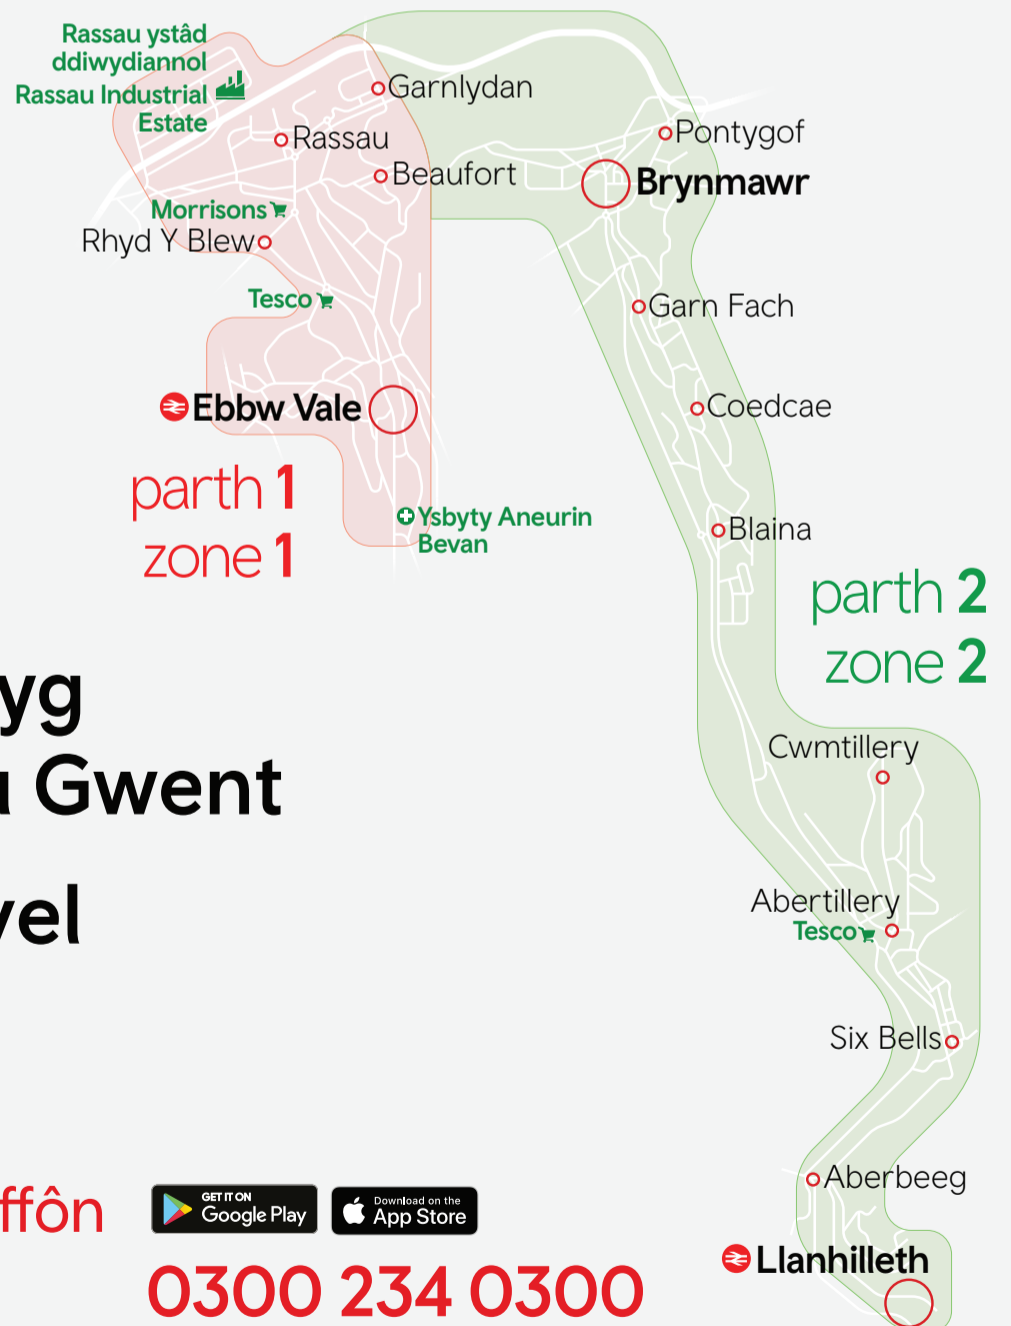 Rassau ystâd
ddiwydiannol
Rassau Industrial
Estate
Garnlydan
Rassau
Beaufort
Pontygof
Brynmawr
Morrisons
Rhyd Y Blew
Tesco
Garn Fach
Ebbw Vale
Coedcae
parth 1
zone 1
Ysbyty Aneurin
Bevan
Blaina
parth 2
zone 2
yg
Gwent
vel
Cwmtillery
Abertillery
Tesco
Six Bells
Aberbeeg
ffôn
GET IT ON
Google Play
Download on the
App Store
Llanhilleth
0300 234 0300